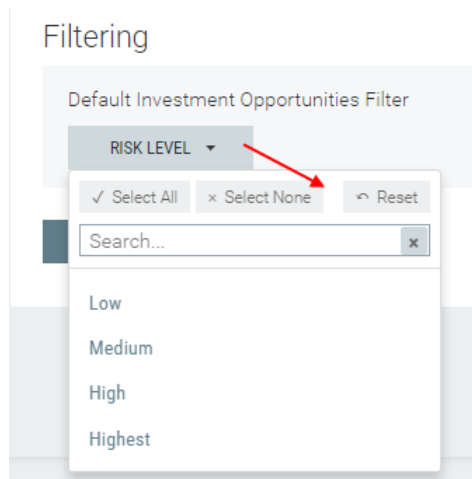 Filtering
Default Investment Opportunities Filter
RISK LEVEL
✓ Select All × Select None ↶ Reset
Search... ×
Low
Medium
High
Highest